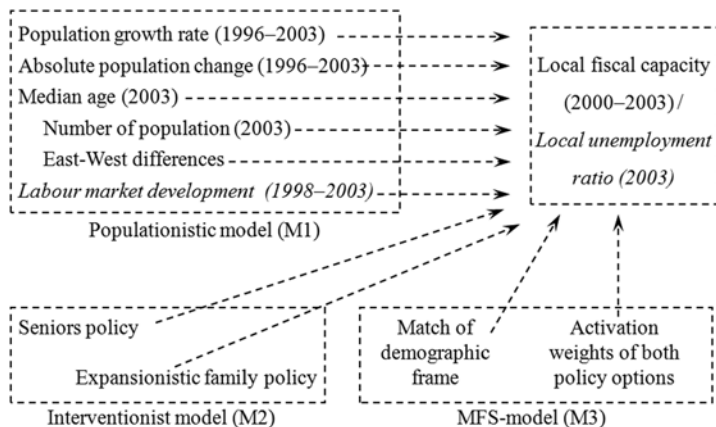 Population growth rate (1996–2003)
Absolute population change (1996–2003)
Median age (2003)
Number of population (2003)
East-West differences
Labour market development (1998–2003)
Populationistic model (M1)
Local fiscal capacity
(2000–2003) /
Local unemployment
ratio (2003)
Seniors policy
Expansionistic family policy
Interventionist model (M2)
Match of
demographic
frame
Activation
weights of both
policy options
MFS-model (M3)